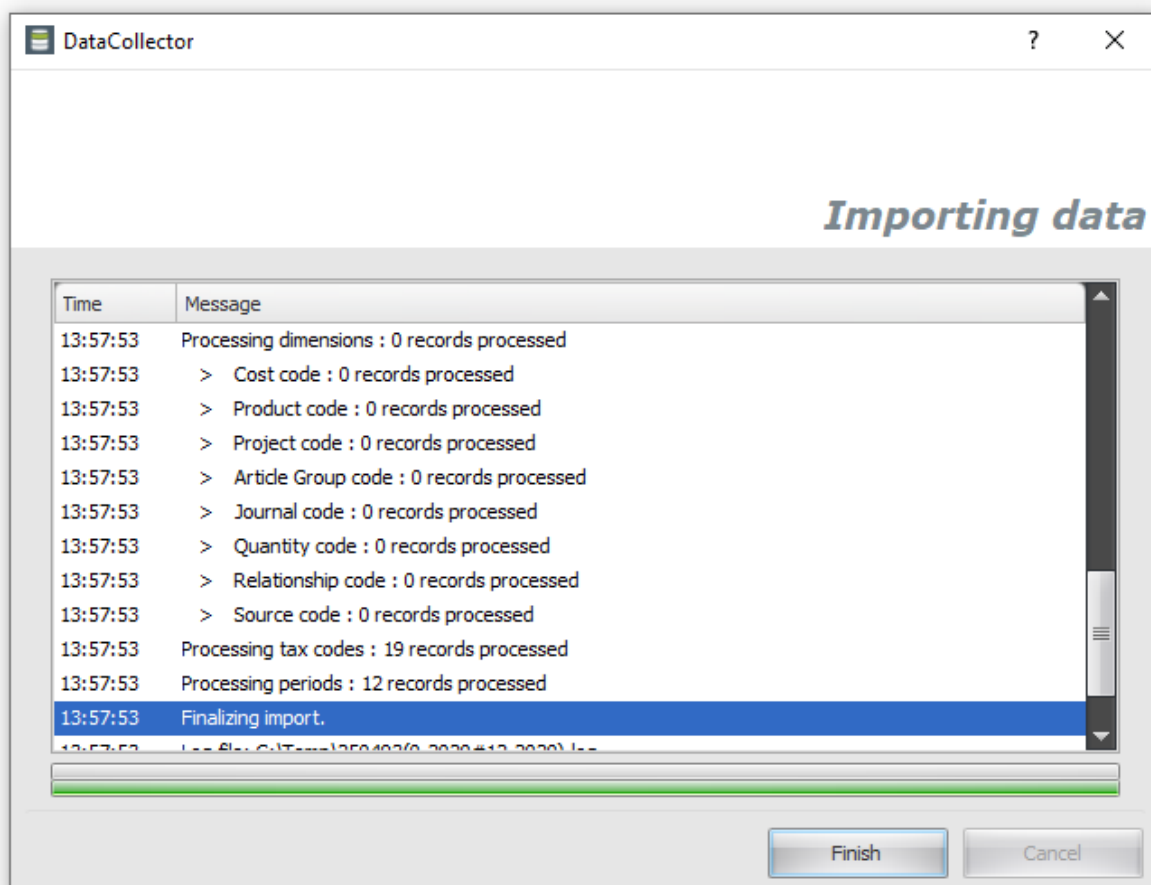 DataCollector
?
Importing data
Time Message
13:57:53 Processing dimensions : 0 records processed
13:57:53 > Cost code : 0 records processed
13:57:53 > Product code : 0 records processed
13:57:53 > Project code : 0 records processed
13:57:53 > Article Group code : 0 records processed
13:57:53 > Journal code : 0 records processed
13:57:53 > Quantity code : 0 records processed
13:57:53 > Relationship code : 0 records processed
13:57:53 > Source code : 0 records processed
13:57:53 Processing tax codes : 19 records processed
13:57:53 Processing periods : 12 records processed
13:57:53 Finalizing import.
13:57:53 Log file:
Finish Cancel